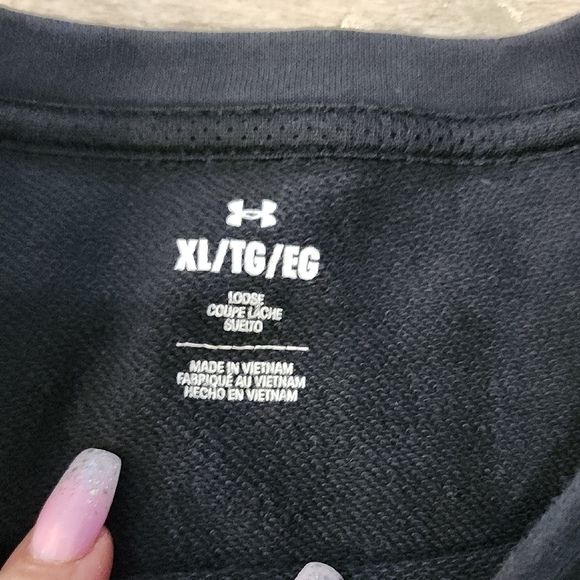 XL/TG/EG
LOOSE
COUPE LÂCHE
SUELTO
MADE IN VIETNAM
FABRIQUÉ AU VIETNAM
HECHO EN VIETNAM